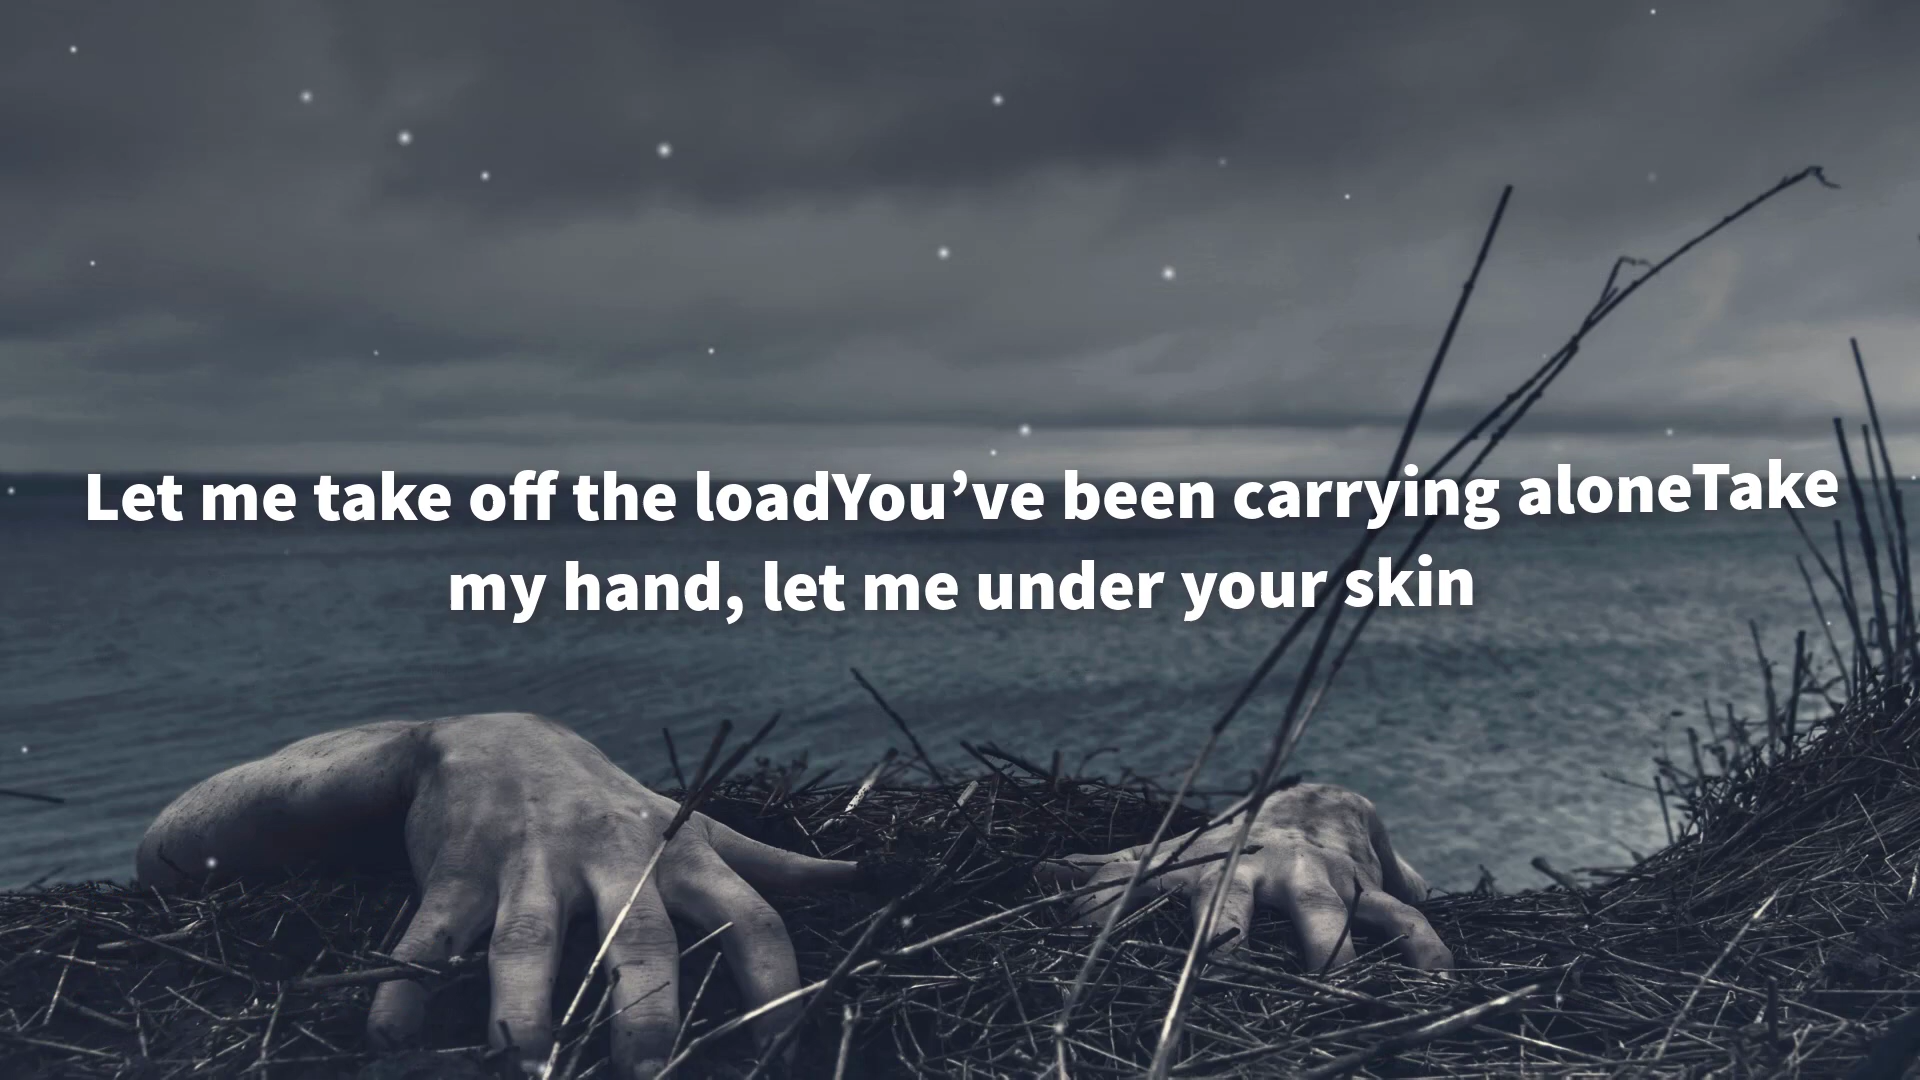 Let me take off the loadYou’ve been carrying aloneTake
my hand, let me under your skin